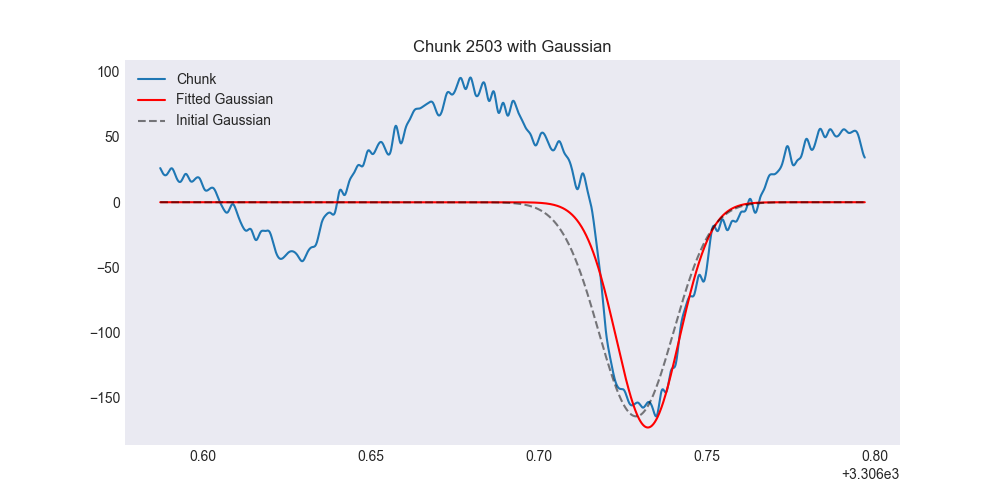 Chunk 2503 with Gaussian
Chunk
Fitted Gaussian
Initial Gaussian
100
50
0
−50
−100
−150
0.60 0.65 0.70 0.75 0.80
+3.306e3